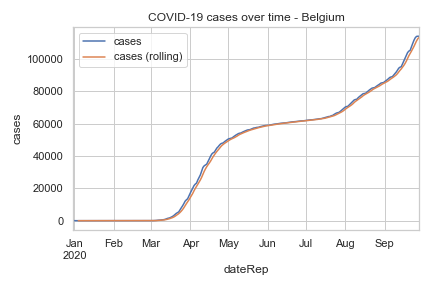 COVID-19 cases over time - Belgium
cases
cases (rolling)
100000
80000
60000
40000
20000
0
cases
Jan Feb Mar Apr May Jun Jul Aug Sep
2020
dateRep